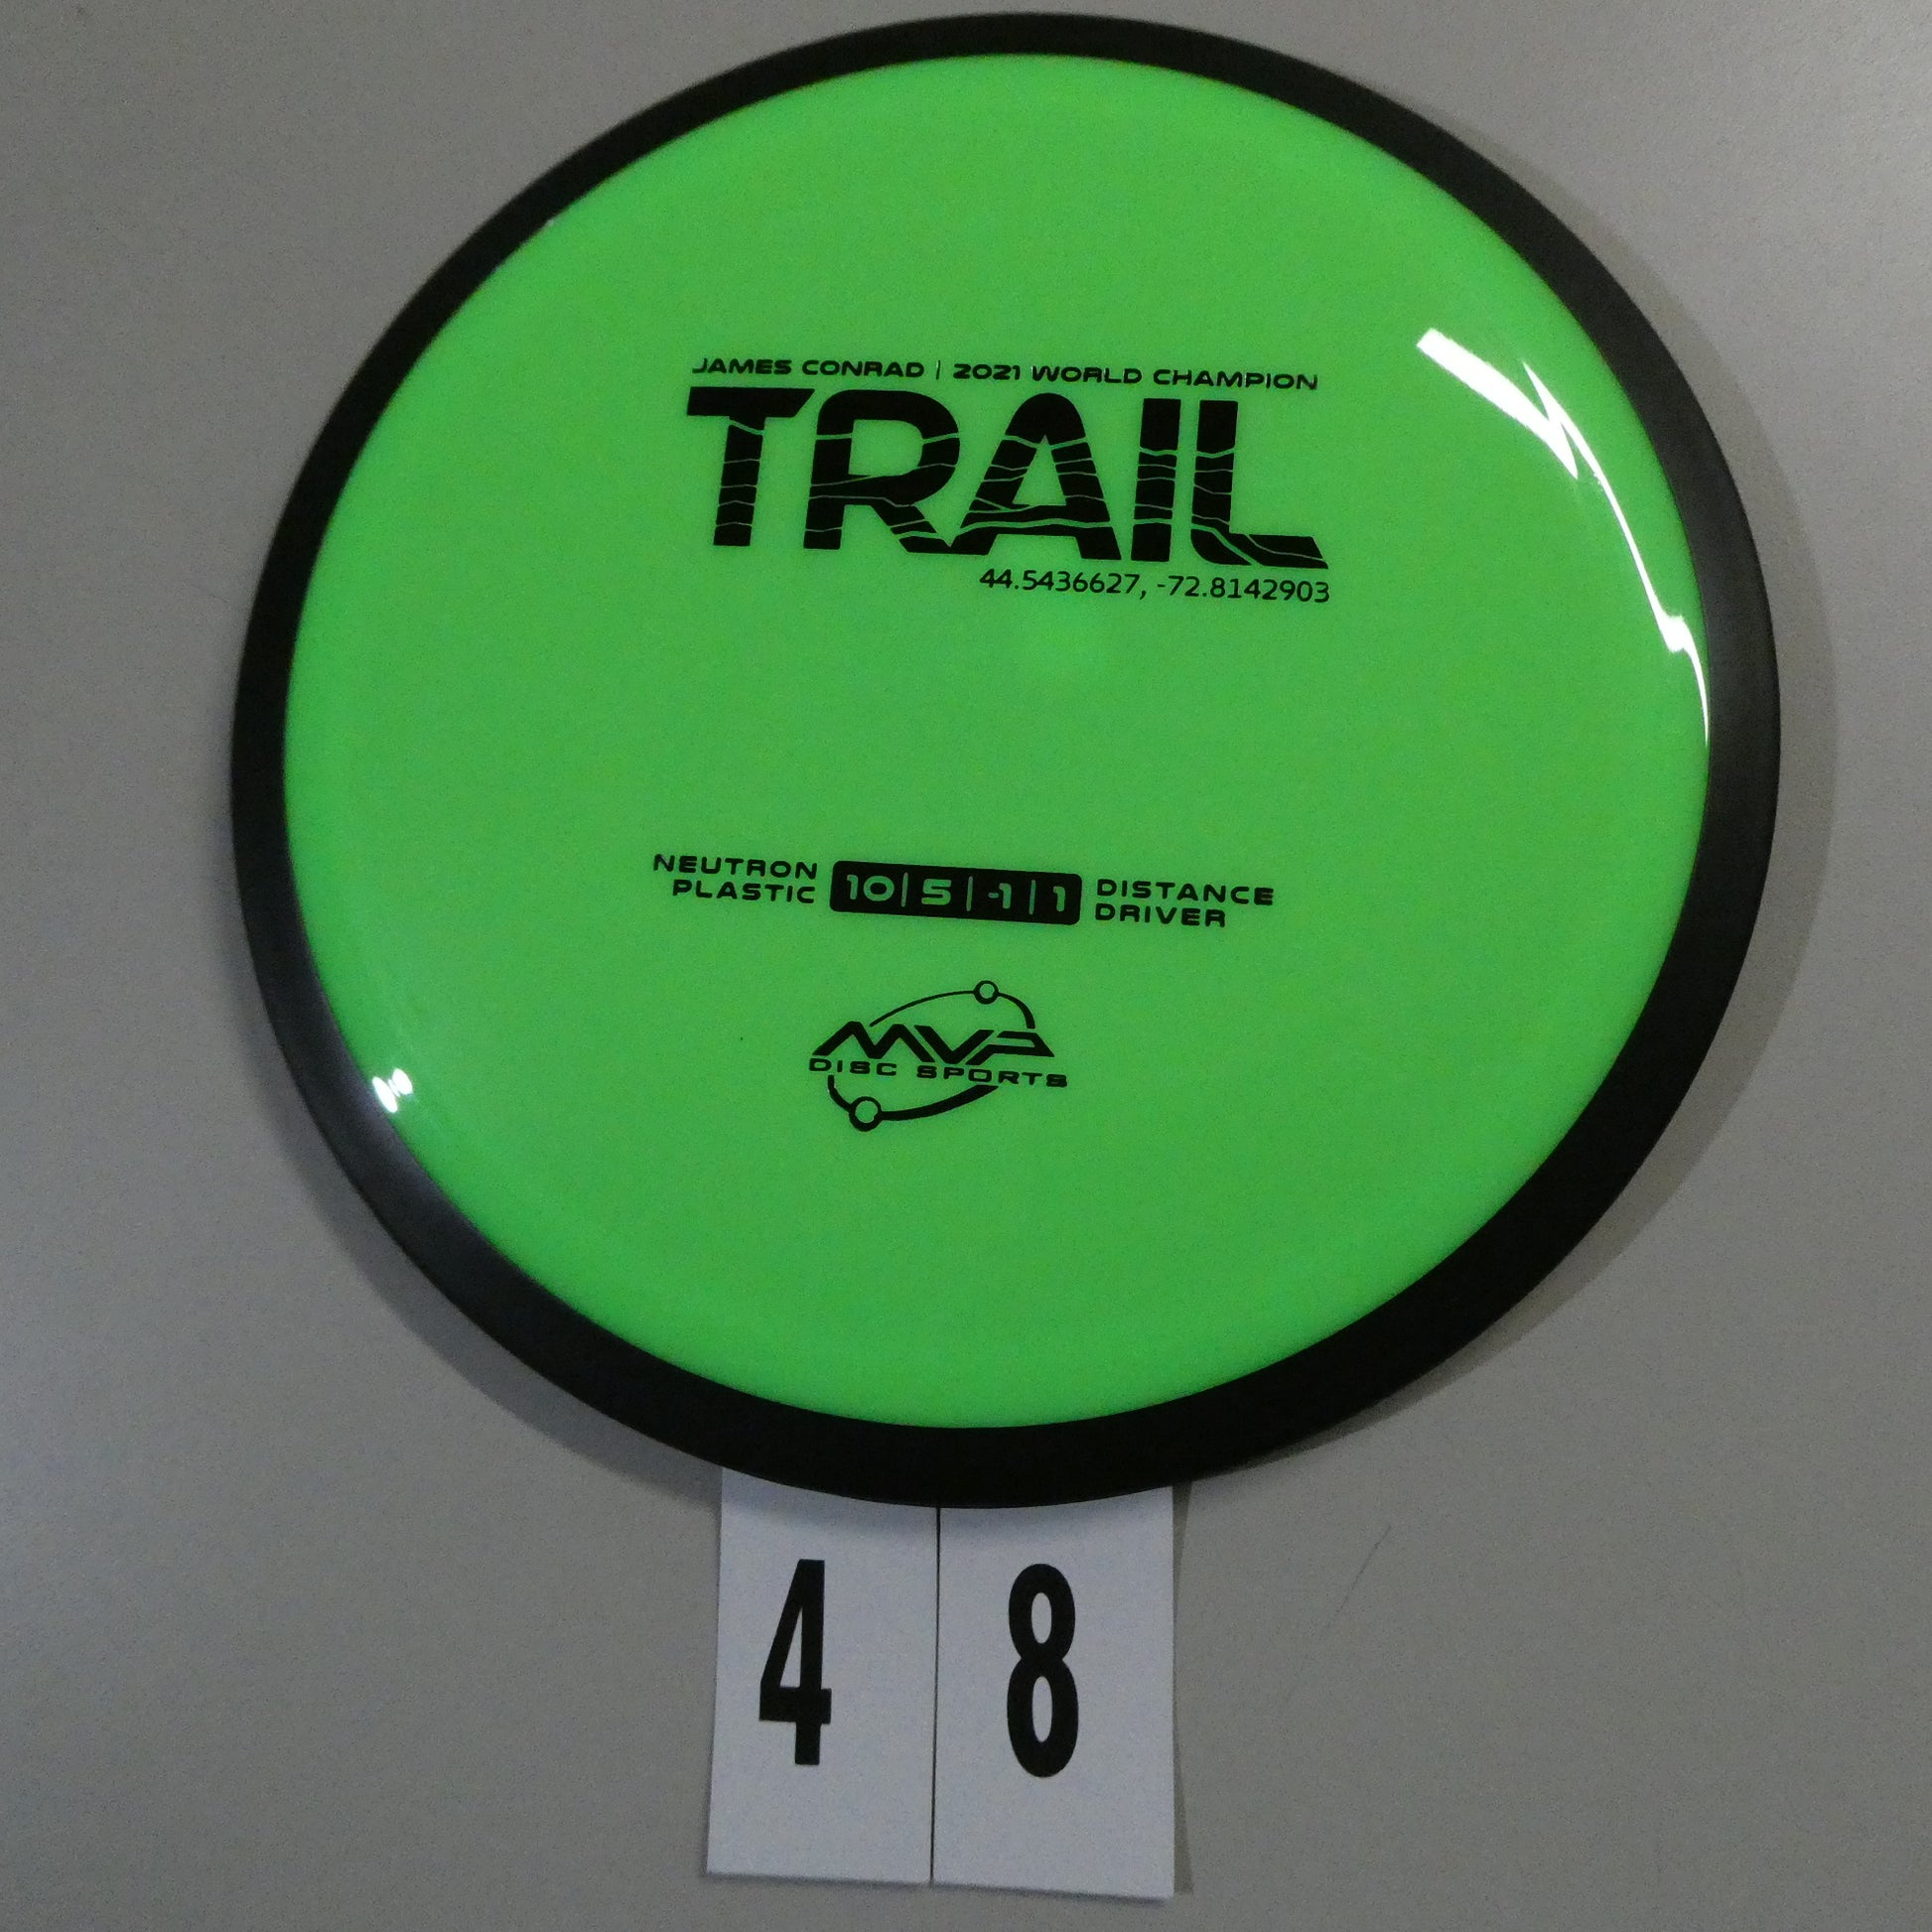 JAMES CONRAD | 2021 WORLD CHAMPION
TRAIL
44.5436627, -72.8142903
NEUTRON
PLASTIC
10 | 5 | -1 | 1
DISTANCE
DRIVER
MVP
DISC SPORTS
4 8